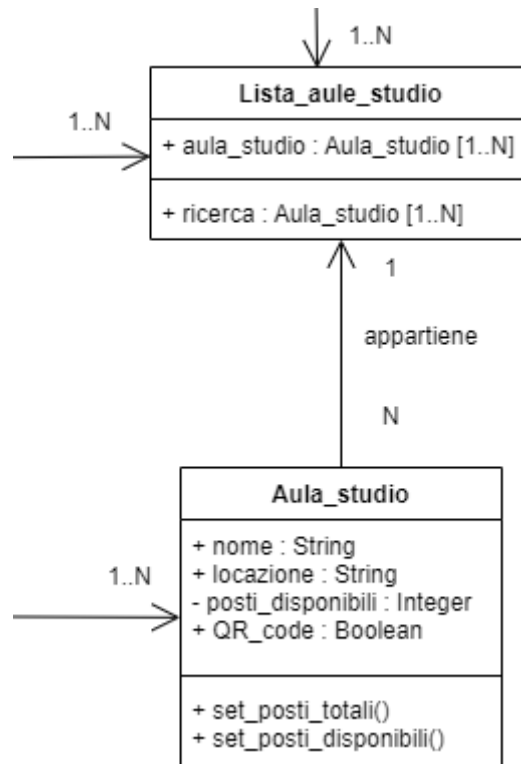 1..N
Lista_aule_studio
1..N
+ aula_studio : Aula_studio [1..N]
+ ricerca : Aula_studio [1..N]
1
appartiene
N
Aula_studio
+ nome : String
+ locazione : String
1..N
- posti_disponibili : Integer
+ QR_code : Boolean
+ set_posti_totali()
+ set_posti_disponibili()